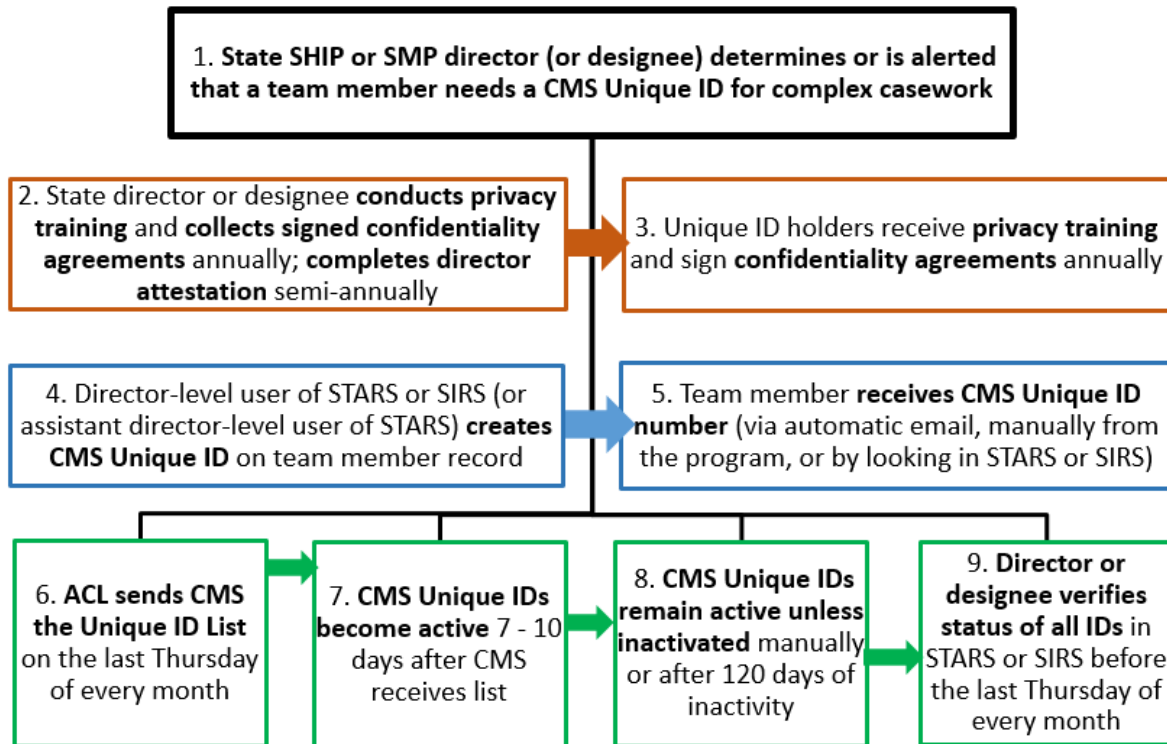 1. State SHIP or SMP director (or designee) determines or is alerted
that a team member needs a CMS Unique ID for complex casework
2. State director or designee conducts privacy
training and collects signed confidentiality
agreements annually; completes director
attestation semi-annually
3. Unique ID holders receive privacy training
and sign confidentiality agreements annually
4. Director-level user of STARS or SIRS (or
assistant director-level user of STARS) creates
CMS Unique ID on team member record
5. Team member receives CMS Unique ID
number (via automatic email, manually from
the program, or by looking in STARS or SIRS)
6. ACL sends CMS
the Unique ID List
on the last Thursday
of every month
7. CMS Unique IDs
become active 7 - 10
days after CMS
receives list
8. CMS Unique IDs
remain active unless
inactivated manually
or after 120 days of
inactivity
9. Director or
designee verifies
status of all IDs in
STARS or SIRS before
the last Thursday of
every month